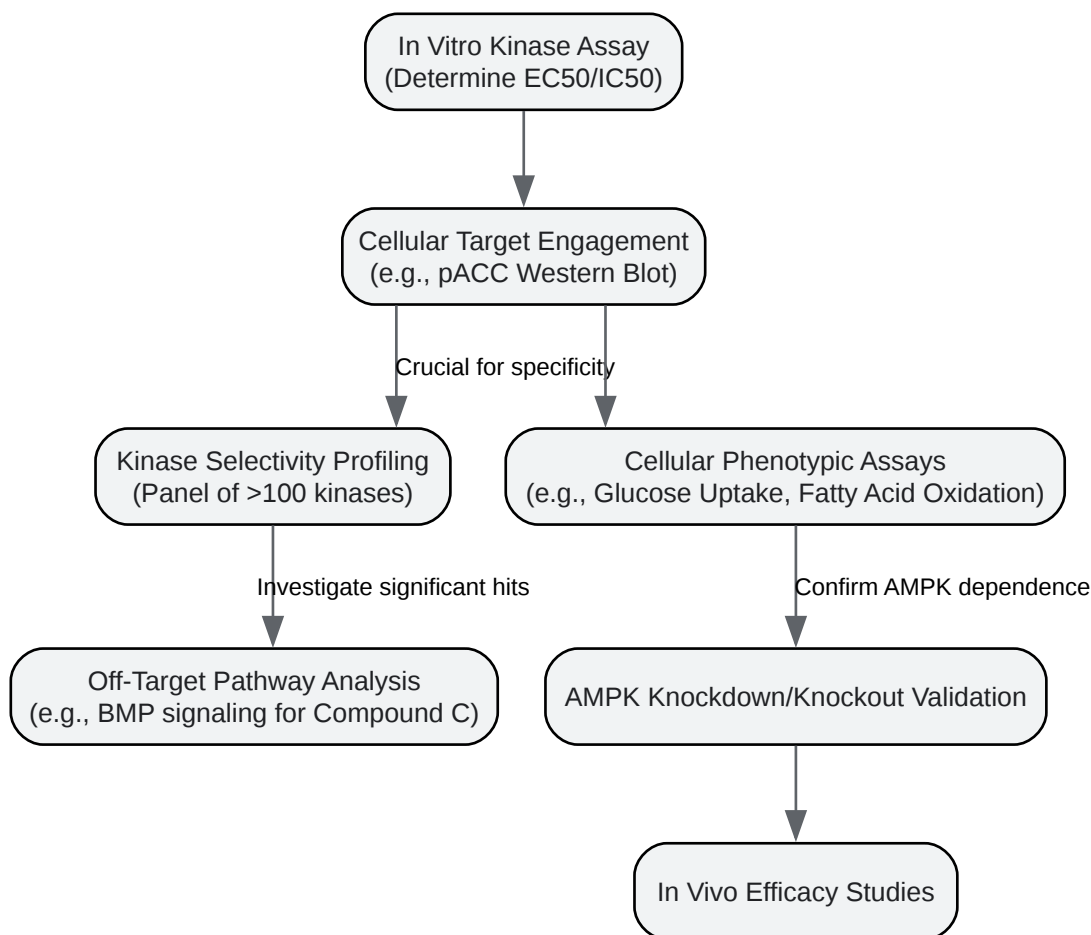 In Vitro Kinase Assay
(Determine EC50/IC50)
Cellular Target Engagement
(e.g., pACC Western Blot)
Crucial for specificity
Kinase Selectivity Profiling
(Panel of >100 kinases)
Cellular Phenotypic Assays
(e.g., Glucose Uptake, Fatty Acid Oxidation)
Investigate significant hits
Confirm AMPK dependence
Off-Target Pathway Analysis
(e.g., BMP signaling for Compound C)
AMPK Knockdown/Knockout Validation
In Vivo Efficacy Studies